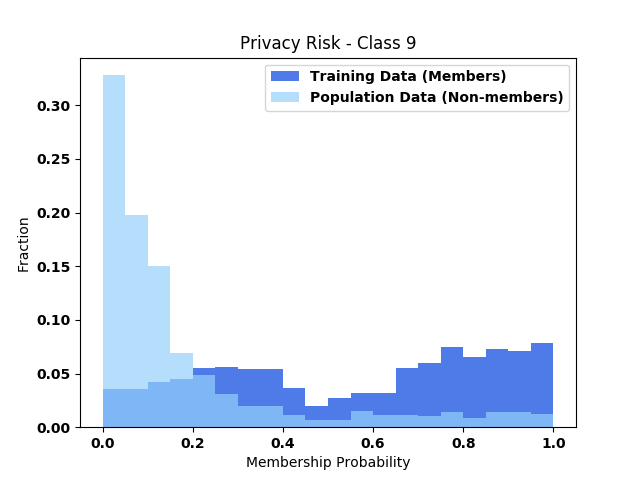 Privacy Risk - Class 9
Training Data (Members)
Population Data (Non-members)
Fraction
0.30
0.25
0.20
0.15
0.10
0.05
0.00
0.0 0.2 0.4 0.6 0.8 1.0
Membership Probability